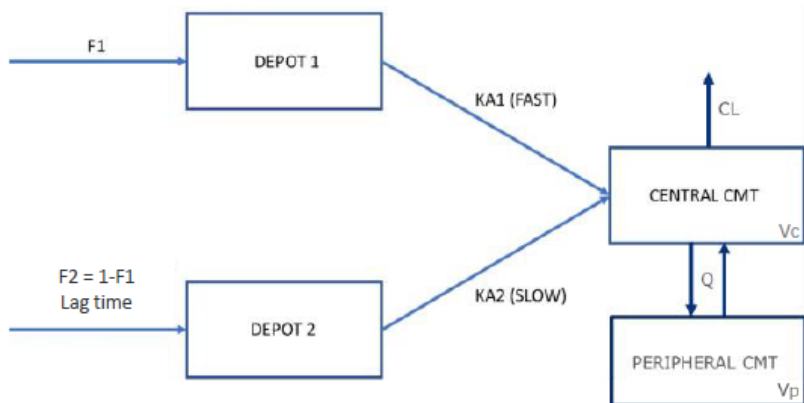 F1
DEPOT 1
KA1 (FAST)
CL
CENTRAL CMT
Vc
F2 = 1-F1
Lag time
DEPOT 2
KA2 (SLOW)
Q
PERIPHERAL CMT
Vp